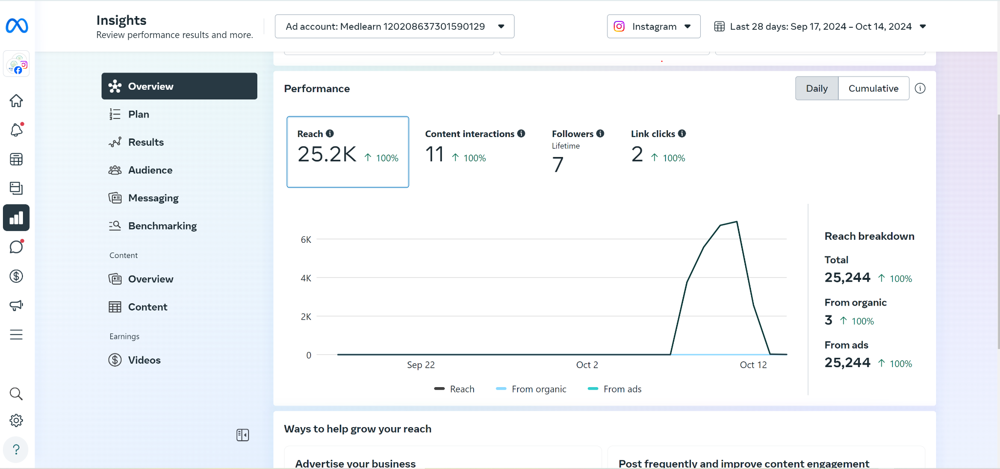 Insights
Review performance results and more.
Ad account: Medlearn 120208637301590129
Instagram
Last 28 days: Sep 17, 2024 – Oct 14, 2024
Overview
Plan
Results
Audience
Messaging
Benchmarking
Content
Overview
Content
Earnings
Videos
Performance
Daily
Cumulative
Reach
25.2K ↑ 100%
Content interactions
11 ↑ 100%
Followers
Lifetime
7
Link clicks
2 ↑ 100%
6K
4K
2K
0
Sep 22
Oct 2
Oct 12
Reach
From organic
From ads
Reach breakdown
Total
25,244 ↑ 100%
From organic
3 ↑ 100%
From ads
25,244 ↑ 100%
Ways to help grow your reach
Advertise your business
Post frequently and improve content engagement